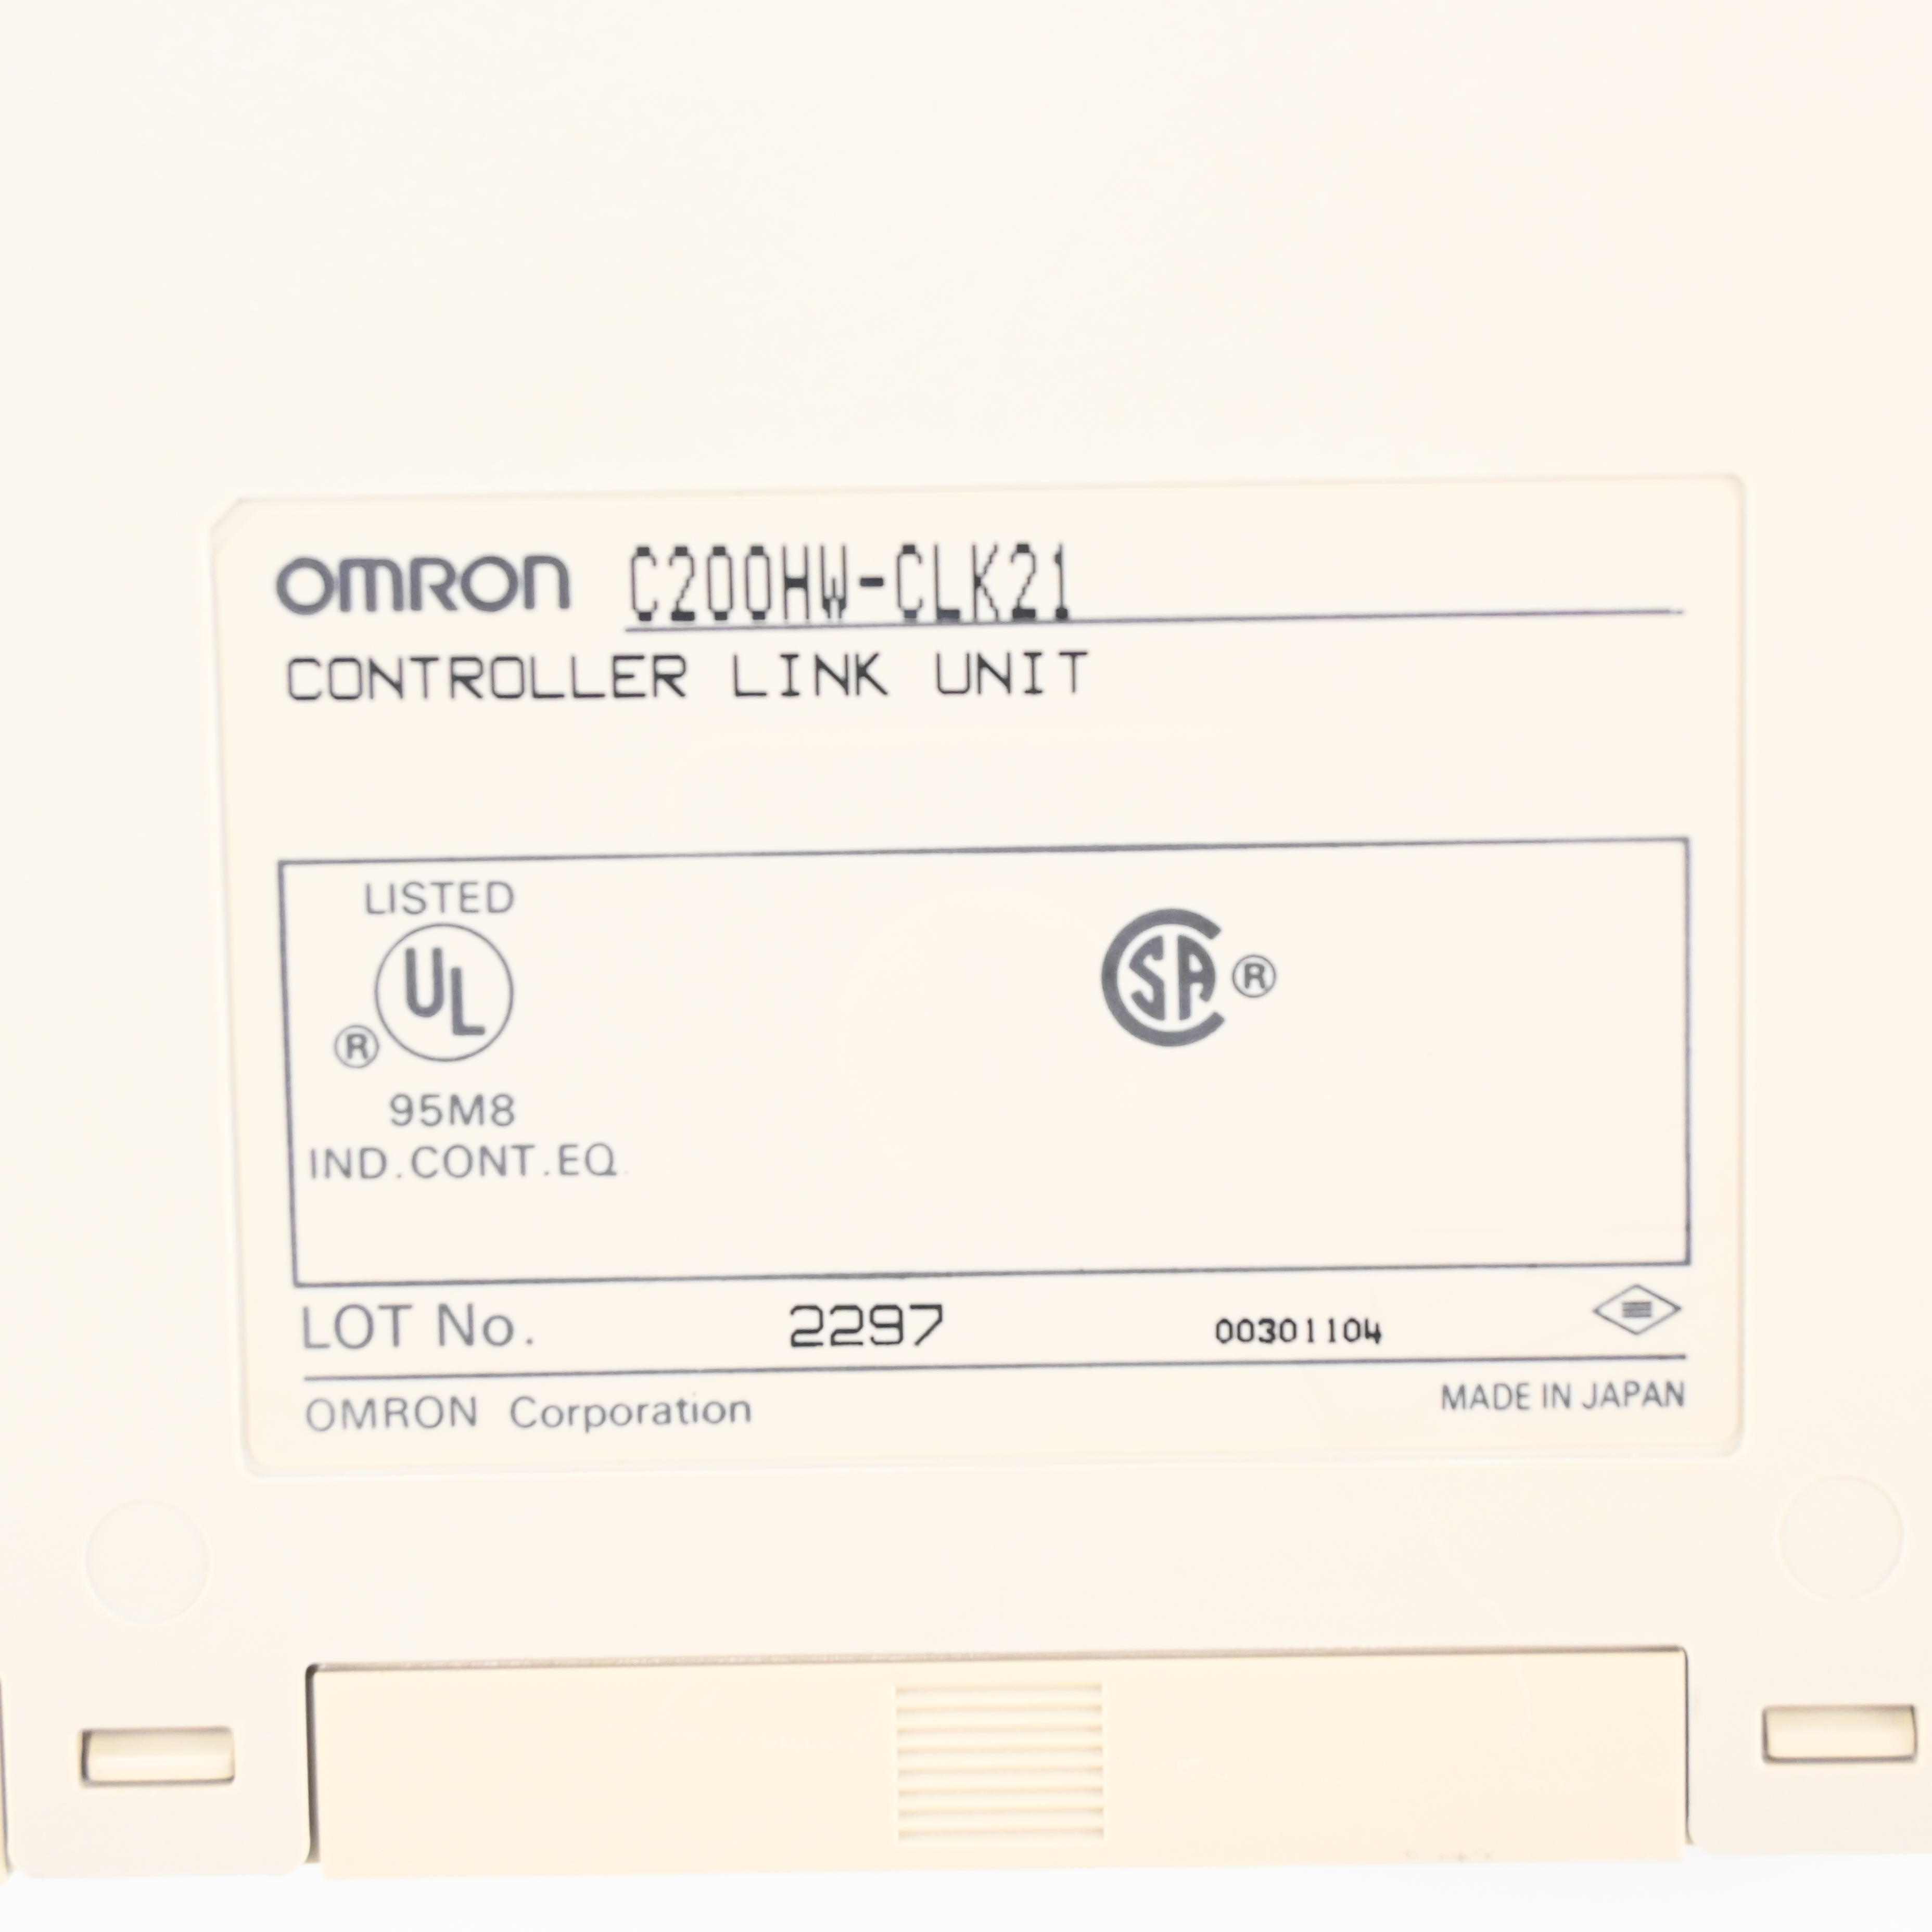 OMRON C200HW-CLK21
CONTROLLER LINK UNIT
LISTED
UL
®
95M8
IND.CONT.EQ.
CSA ®
LOT No. 2297 00301104
OMRON Corporation MADE IN JAPAN